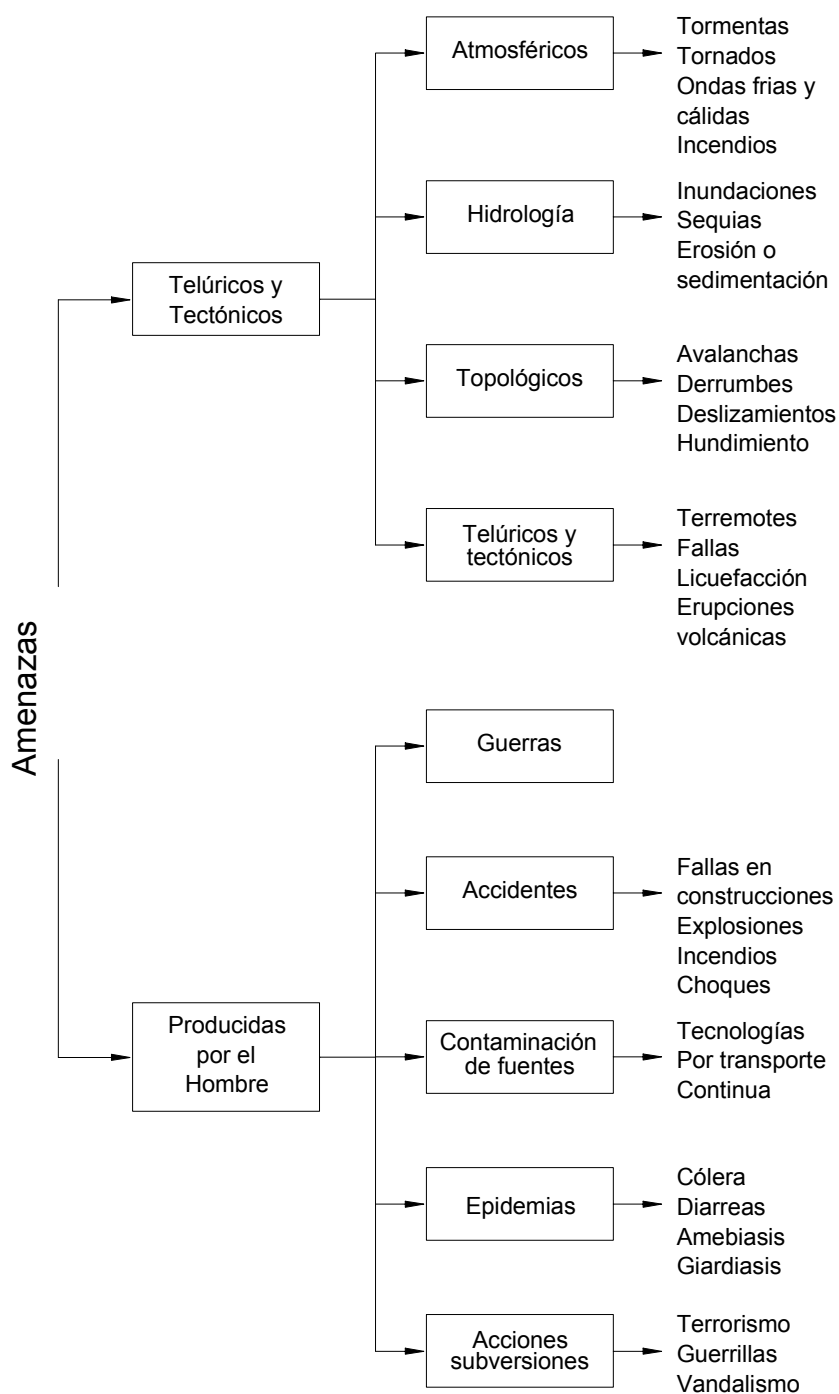 Amenazas
Telúricos y
Tectónicos
Atmosféricos
Tormentas
Tornados
Ondas frias y
cálidas
Incendios
Hidrología
Inundaciones
Sequias
Erosión o
sedimentación
Topológicos
Avalanchas
Derrumbes
Deslizamientos
Hundimiento
Telúricos y
tectónicos
Terremotes
Fallas
Licuefacción
Erupciones
volcánicas
Producidas
por el
Hombre
Guerras
Accidentes
Fallas en
construcciones
Explosiones
Incendios
Choques
Contaminación
de fuentes
Tecnologías
Por transporte
Continua
Epidemias
Cólera
Diarreas
Amebiasis
Giardiasis
Acciones
subversiones
Terrorismo
Guerrillas
Vandalismo